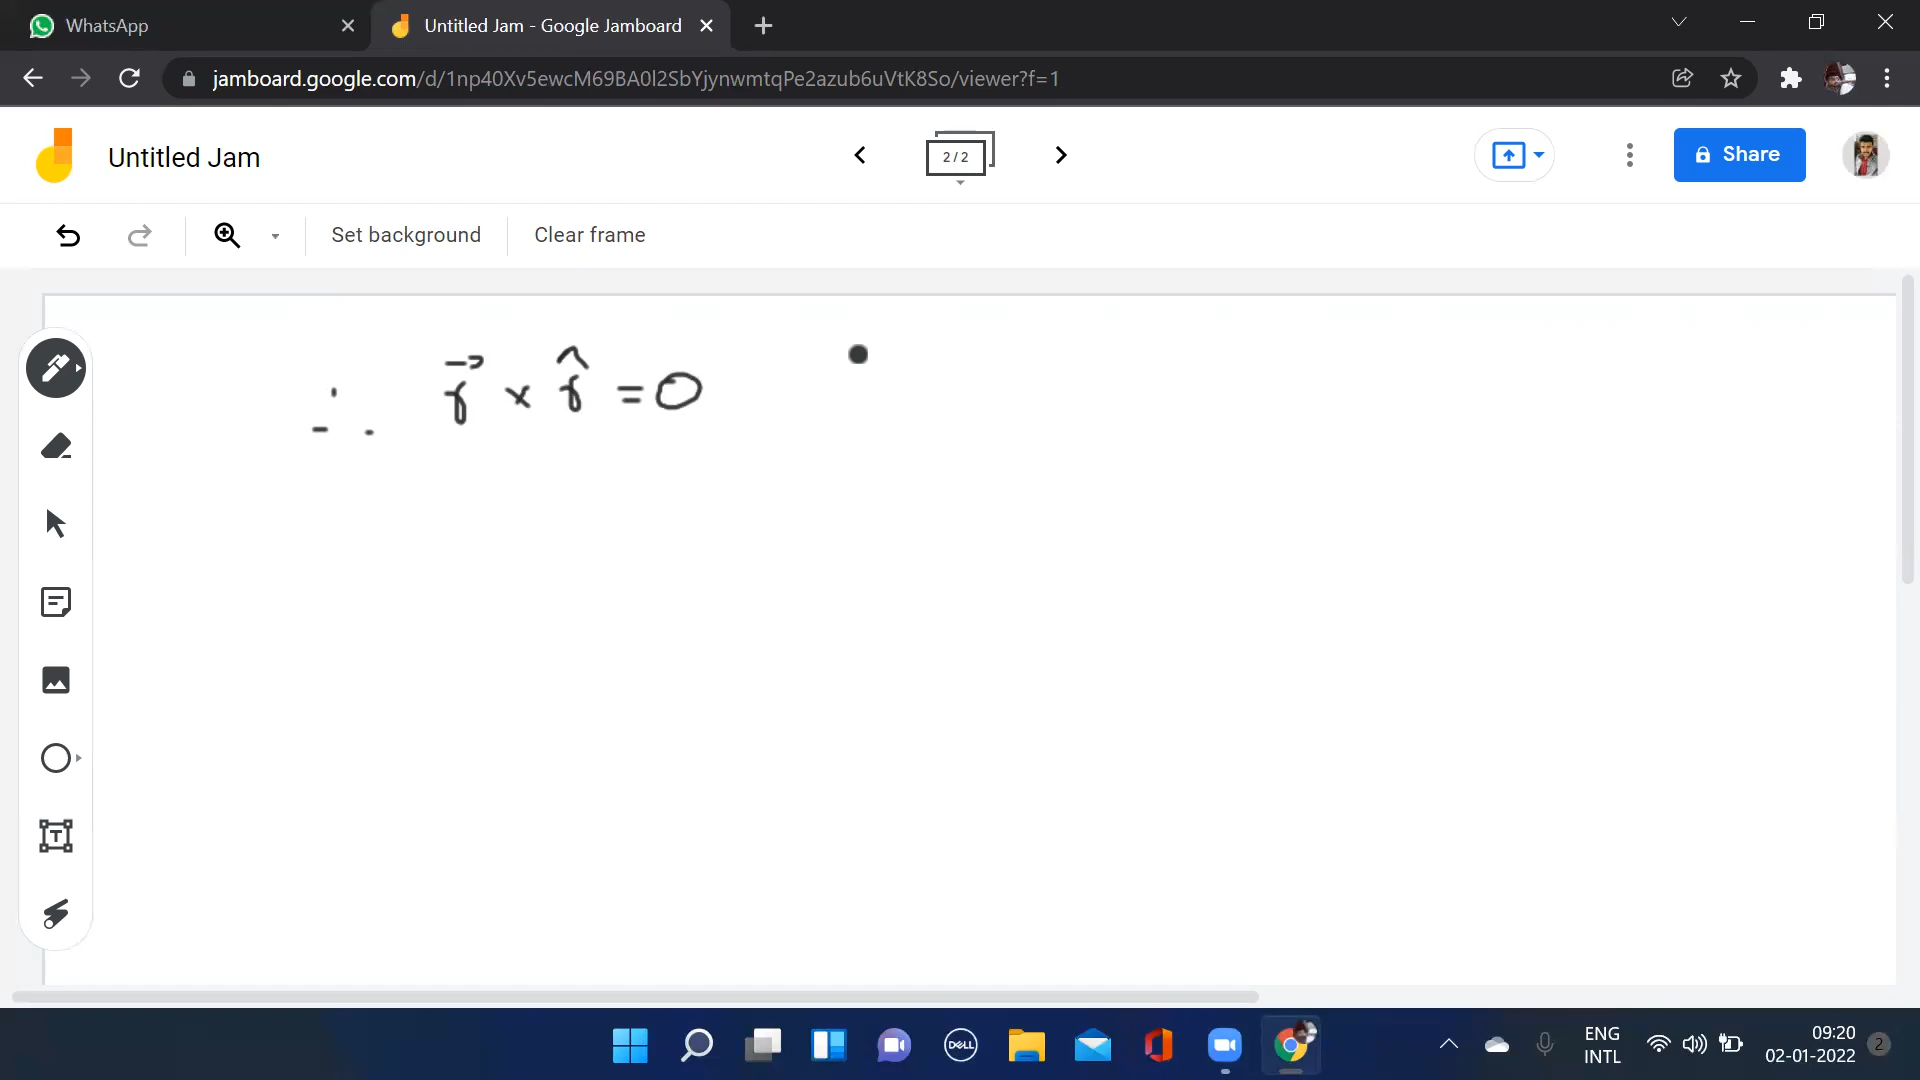 WhatsApp
Untitled Jam - Google Jamboard
jamboard.google.com/d/1np40Xv5ewcM69BA0l2SbYjynwmtqPe2azub6uVtK8So/viewer?f=1
Untitled Jam
2 / 2
Share
Set background
Clear frame
∴ r⃗ × r̂ = 0
T
DELL
ENG
INTL
09:20
02-01-2022
2